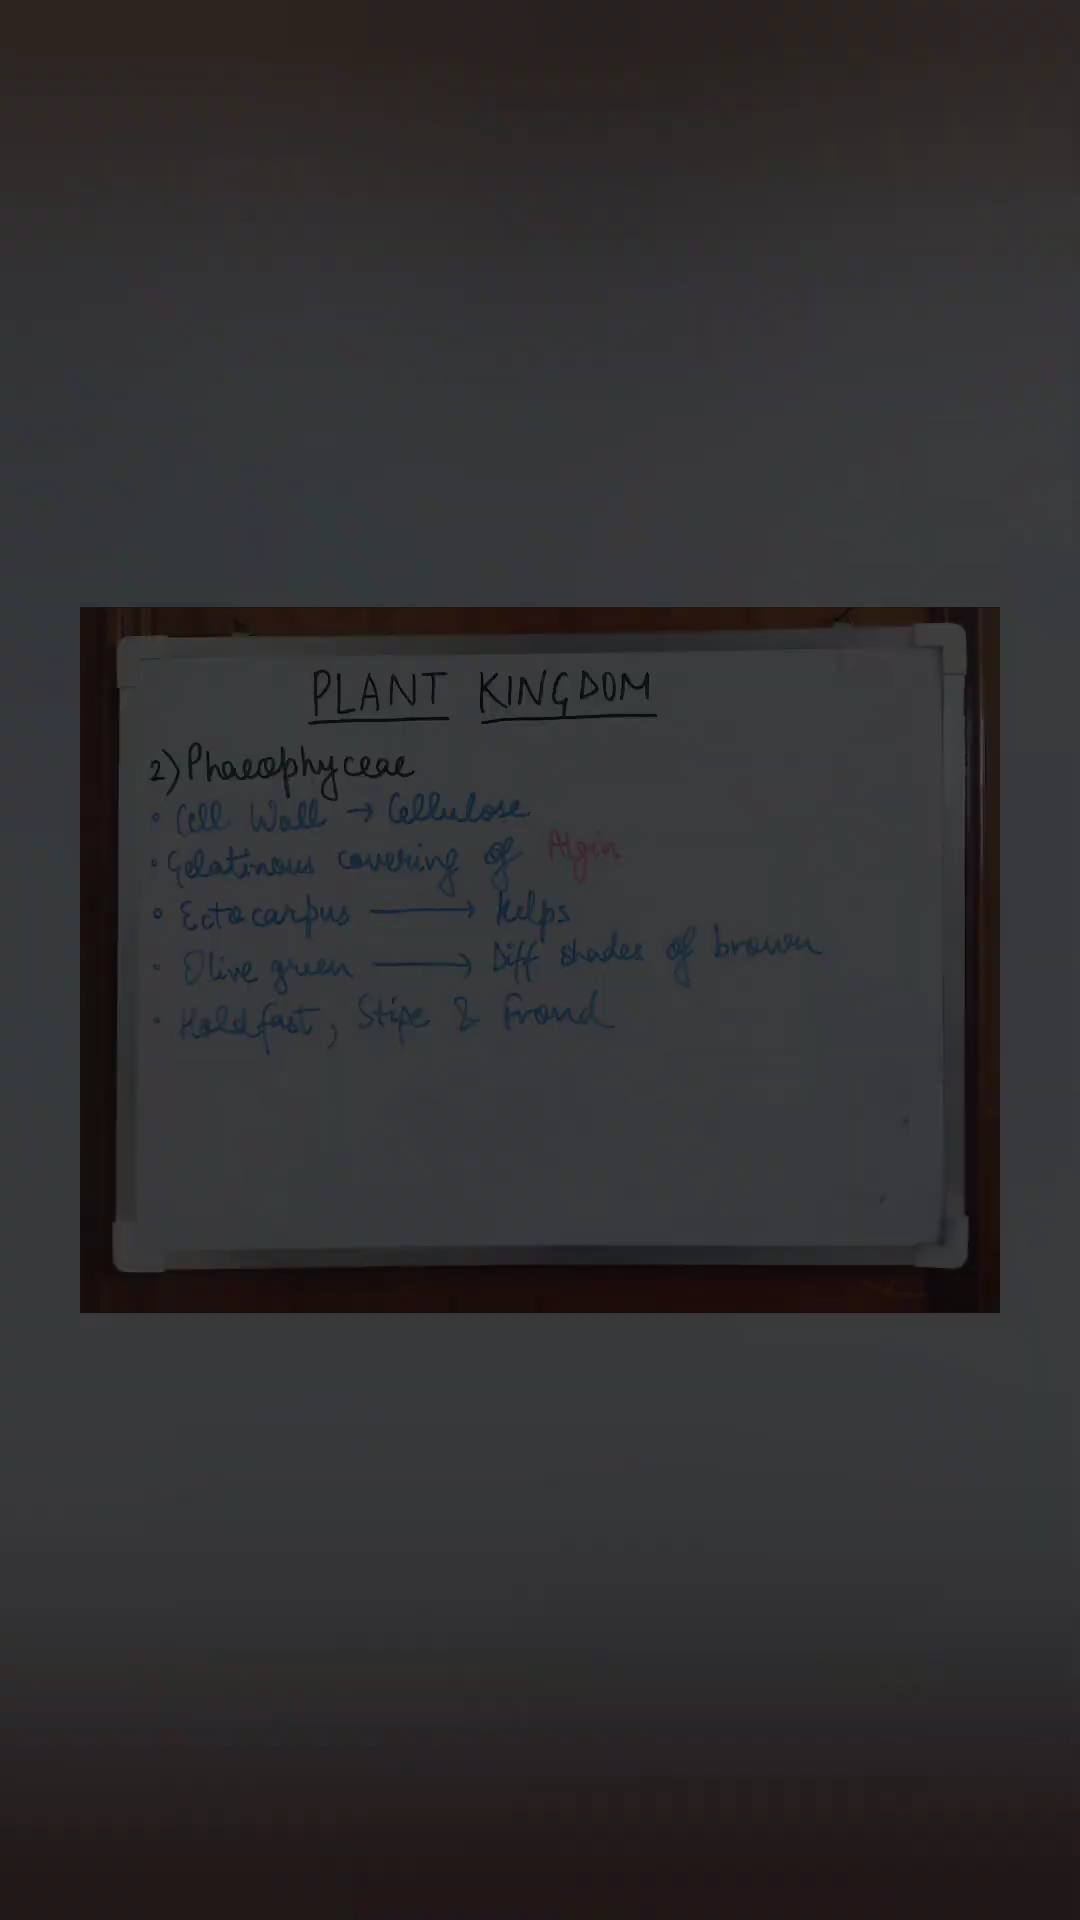 PLANT KINGDOM
2) Phaeophyceae
• Cell Wall → Cellulose
• Gelatinous covering of Algin
• Ectocarpus ⟶ kelps
• Olive green ⟶ Diff shades of brown
• Holdfast, Stipe & Frond